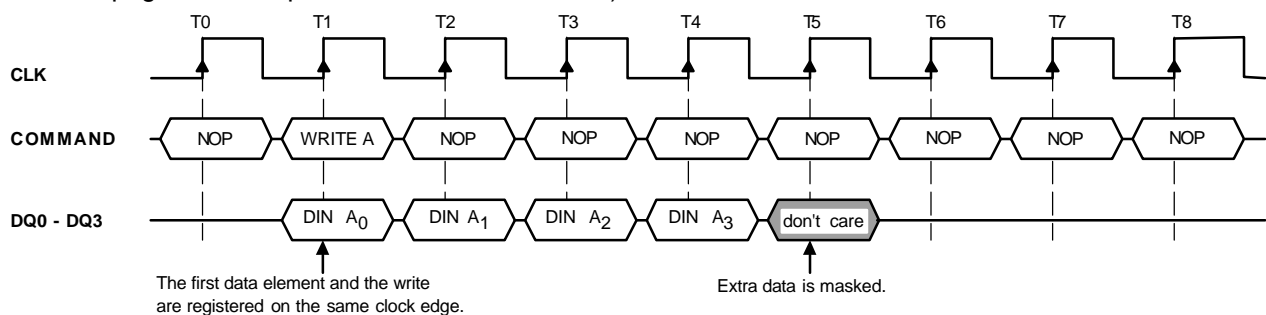 T0 T1 T2 T3 T4 T5 T6 T7 T8
CLK
COMMAND NOP WRITE A NOP NOP NOP NOP NOP NOP NOP
DQ0 - DQ3 DIN A0 DIN A1 DIN A2 DIN A3 don't care
The first data element and the write
are registered on the same clock edge.
Extra data is masked.